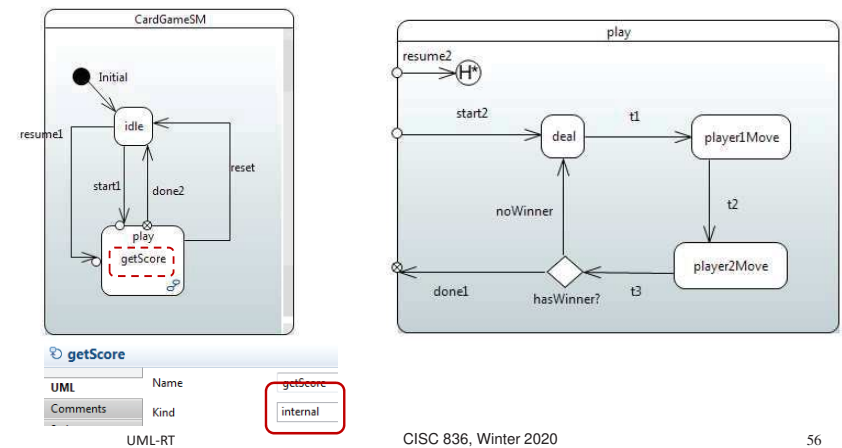 CardGameSM
Initial
idle
resume1
reset
start1
done2
play
getScore
play
resume2
H*
start2
deal
t1
player1Move
noWinner
t2
player2Move
done1
hasWinner?
t3
getScore
UML
Name
getScore
Comments
Kind
internal
UML-RT
CISC 836, Winter 2020
56